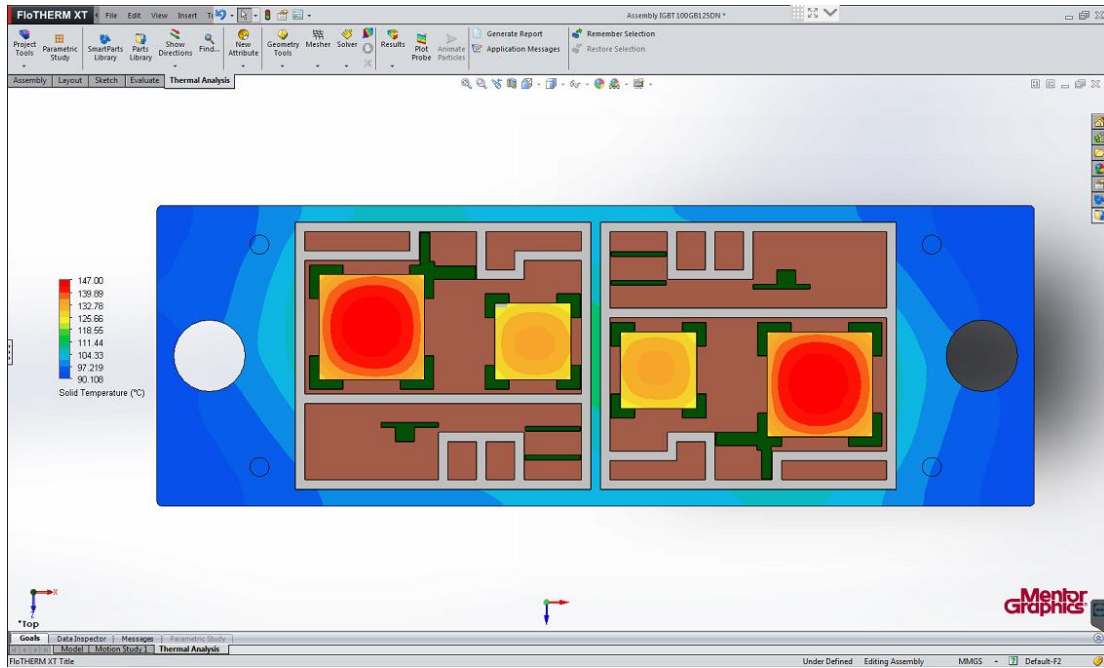 FloTHERM XT File Edit View Insert
Assembly IGBT 100GB125DN *
Project Tools
Parametric Study
SmartParts Library
Parts Library
Show Directions
Find...
New Attribute
Geometry Tools
Mesher
Solver
Results
Plot Probe
Animate Particles
Generate Report
Application Messages
Remember Selection
Restore Selection
Assembly Layout Sketch Evaluate Thermal Analysis
147.00
139.89
132.78
125.66
118.55
111.44
104.33
97.219
90.108
Solid Temperature (°C)
X
Z
*Top
Mentor
Graphics
Goals Data Inspector Messages Parametric Study
Model Motion Study 1 Thermal Analysis
FloTHERM XT Title
Under Defined Editing Assembly MMGS Default-F2